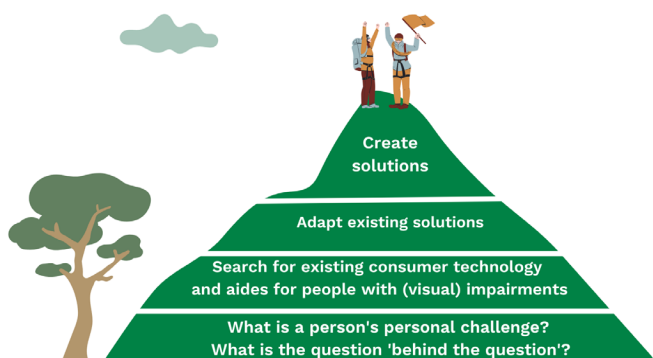 Create
solutions
Adapt existing solutions
Search for existing consumer technology
and aides for people with (visual) impairments
What is a person's personal challenge?
What is the question 'behind the question'?